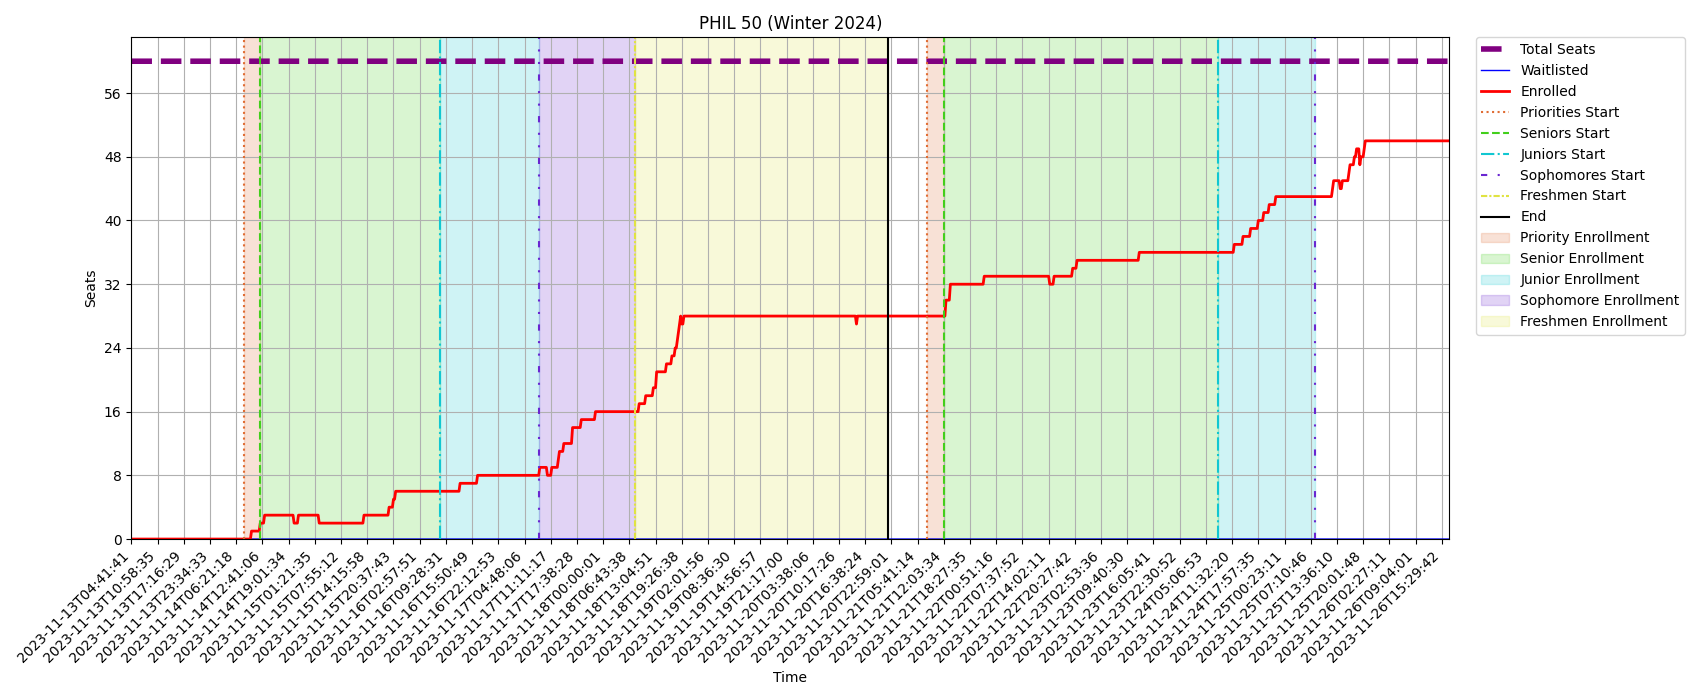 PHIL 50 (Winter 2024)
Seats
56
48
40
32
24
16
8
0
2023-11-13T04:41:41
2023-11-13T10:58:35
2023-11-13T17:16:29
2023-11-13T23:34:33
2023-11-14T06:21:18
2023-11-14T12:41:06
2023-11-14T19:01:34
2023-11-15T01:21:35
2023-11-15T07:55:12
2023-11-15T14:15:58
2023-11-15T20:37:43
2023-11-16T02:57:51
2023-11-16T09:28:31
2023-11-16T15:50:49
2023-11-16T22:12:53
2023-11-17T04:48:06
2023-11-17T11:11:17
2023-11-17T17:38:28
2023-11-18T00:00:01
2023-11-18T06:43:38
2023-11-18T13:04:51
2023-11-18T19:26:38
2023-11-19T02:01:56
2023-11-19T08:36:30
2023-11-19T14:56:57
2023-11-19T21:17:00
2023-11-20T03:38:06
2023-11-20T10:17:26
2023-11-20T16:38:24
2023-11-20T22:59:01
2023-11-21T05:41:14
2023-11-21T12:03:34
2023-11-21T18:27:35
2023-11-22T00:51:16
2023-11-22T07:37:52
2023-11-22T14:02:11
2023-11-22T20:27:42
2023-11-23T02:53:36
2023-11-23T09:40:30
2023-11-23T16:05:41
2023-11-23T22:30:52
2023-11-24T05:06:53
2023-11-24T11:32:20
2023-11-24T17:57:35
2023-11-25T00:23:11
2023-11-25T07:10:46
2023-11-25T13:36:10
2023-11-25T20:01:48
2023-11-26T02:27:11
2023-11-26T09:04:01
2023-11-26T15:29:42
Time
Total Seats
Waitlisted
Enrolled
Priorities Start
Seniors Start
Juniors Start
Sophomores Start
Freshmen Start
End
Priority Enrollment
Senior Enrollment
Junior Enrollment
Sophomore Enrollment
Freshmen Enrollment